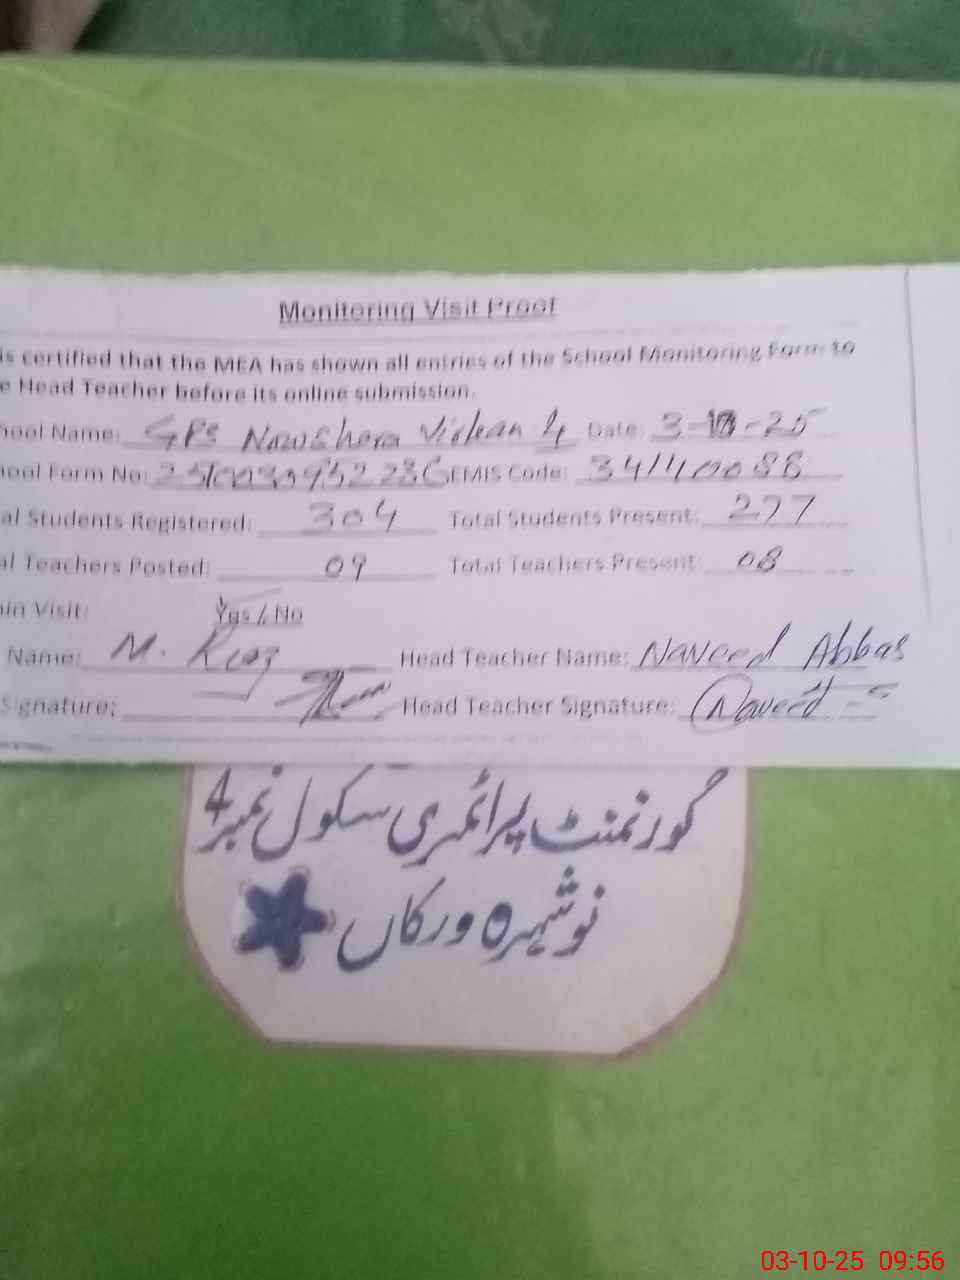 Monitoring Visit Proof
is certified that the MEA has shown all entries of the School Monitoring Form to
e Head Teacher before its online submission.
hool Name: GPS Nowshera Virkan 4 Date: 3-10-25
hool Form No: EMIS Code: 34140088
al Students Registered: 304 Total Students Present: 277
al Teachers Posted: 09 Total Teachers Present: 08
in Visit: Yes / No
Name: M. Riaz Head Teacher Name: Naveed Abbas
Signature: Head Teacher Signature: Naveed
گورنمنٹ پرائمری سکول نمبر 4
نوشہرہ ورکاں
03-10-25 09:56